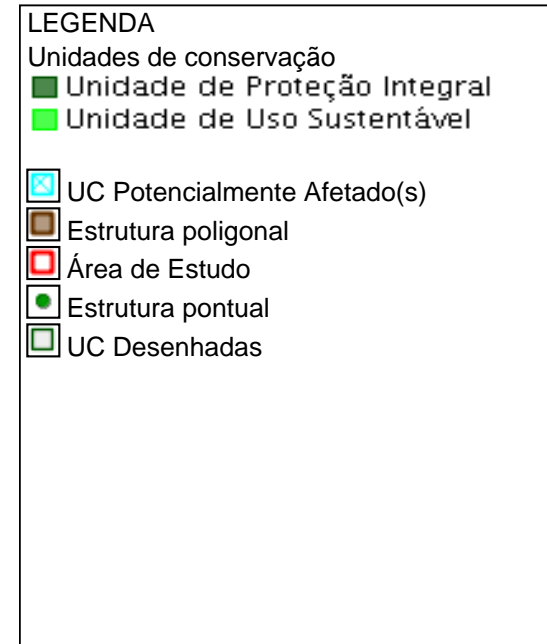 LEGENDA
Unidades de conservação
Unidade de Proteção Integral
Unidade de Uso Sustentável
UC Potencialmente Afetado(s)
Estrutura poligonal
Área de Estudo
Estrutura pontual
UC Desenhadas